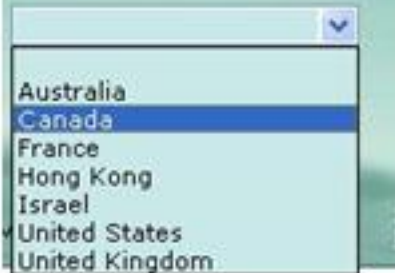 Australia
Canada
France
Hong Kong
Israel
United States
United Kingdom